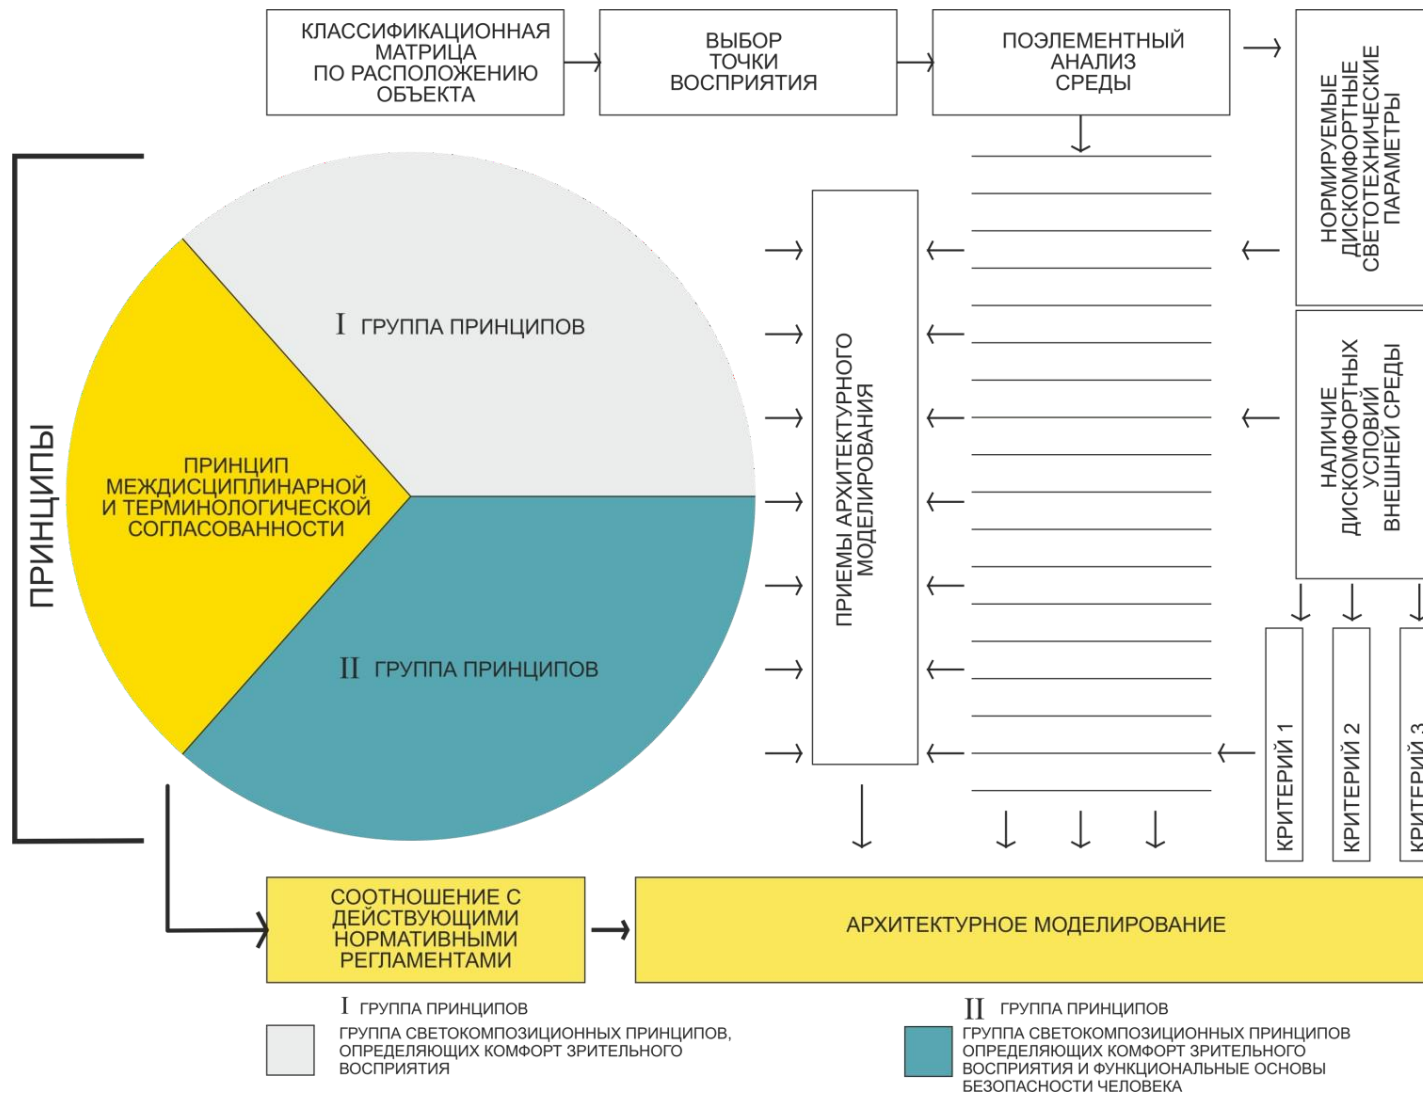 КЛАССИФИКАЦИОННАЯ
МАТРИЦА
ПО РАСПОЛОЖЕНИЮ
ОБЪЕКТА
ВЫБОР
ТОЧКИ
ВОСПРИЯТИЯ
ПОЭЛЕМЕНТНЫЙ
АНАЛИЗ
СРЕДЫ
НОРМИРУЕМЫЕ
ДИСКОМФОРТНЫЕ
СВЕТОТЕХНИЧЕСКИЕ
ПАРАМЕТРЫ
ПРИНЦИПЫ
I ГРУППА ПРИНЦИПОВ
ПРИНЦИП
МЕЖДИСЦИПЛИНАРНОЙ
И ТЕРМИНОЛОГИЧЕСКОЙ
СОГЛАСОВАННОСТИ
II ГРУППА ПРИНЦИПОВ
ПРИЕМЫ АРХИТЕКТУРНОГО
МОДЕЛИРОВАНИЯ
НАЛИЧИЕ
ДИСКОМФОРТНЫХ
УСЛОВИЙ
ВНЕШНЕЙ СРЕДЫ
КРИТЕРИЙ 1
КРИТЕРИЙ 2
КРИТЕРИЙ 3
СООТНОШЕНИЕ С
ДЕЙСТВУЮЩИМИ
НОРМАТИВНЫМИ
РЕГЛАМЕНТАМИ
АРХИТЕКТУРНОЕ МОДЕЛИРОВАНИЕ
I ГРУППА ПРИНЦИПОВ
ГРУППА СВЕТОКОМПОЗИЦИОННЫХ ПРИНЦИПОВ,
ОПРЕДЕЛЯЮЩИХ КОМФОРТ ЗРИТЕЛЬНОГО
ВОСПРИЯТИЯ
II ГРУППА ПРИНЦИПОВ
ГРУППА СВЕТОКОМПОЗИЦИОННЫХ ПРИНЦИПОВ
ОПРЕДЕЛЯЮЩИХ КОМФОРТ ЗРИТЕЛЬНОГО
ВОСПРИЯТИЯ И ФУНКЦИОНАЛЬНЫЕ ОСНОВЫ
БЕЗОПАСНОСТИ ЧЕЛОВЕКА